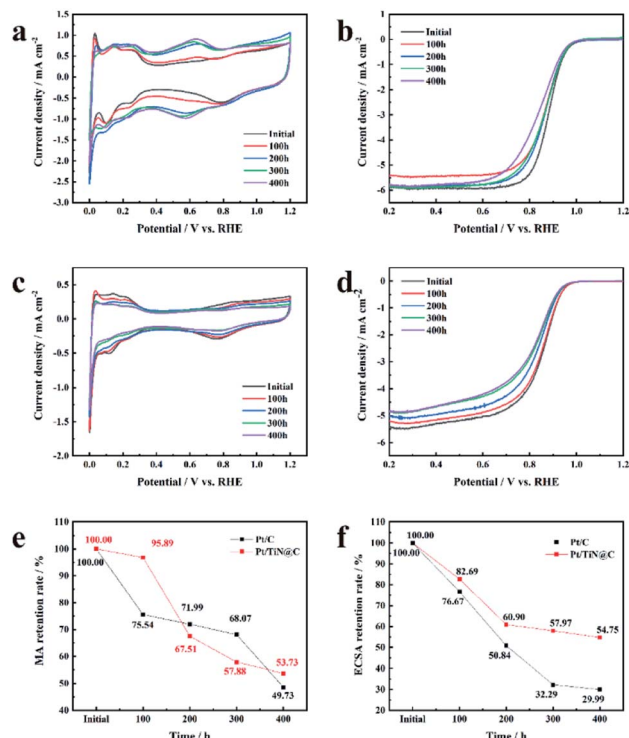 a
1.5
1.0
0.5
0.0
-0.5
-1.0
-1.5
-2.0
-2.5
-3.0
Current density / mA cm⁻²
Initial
100h
200h
300h
400h
0.0 0.2 0.4 0.6 0.8 1.0 1.2
Potential / V vs. RHE
b
0
-1
-2
-3
-4
-5
-6
-7
Current density / mA cm⁻²
Initial
100h
200h
300h
400h
0.2 0.4 0.6 0.8 1.0 1.2
Potential / V vs. RHE
c
0.5
0.0
-0.5
-1.0
-1.5
-2.0
Current density / mA cm⁻²
Initial
100h
200h
300h
400h
0.0 0.2 0.4 0.6 0.8 1.0 1.2
Potential / V vs. RHE
d
0
-1
-2
-3
-4
-5
-6
Current density / mA cm⁻²
Initial
100h
200h
300h
400h
0.2 0.4 0.6 0.8 1.0 1.2
Potential / V vs. RHE
e
110
100
90
80
70
60
50
40
MA retention rate / %
Pt/C
Pt/TiN@C
100.00
100.00
95.89
75.54
71.99
67.51
68.07
57.88
53.73
49.73
Initial 100 200 300 400
Time / h
f
110
100
90
80
70
60
50
40
30
20
ECSA retention rate / %
Pt/C
Pt/TiN@C
100.00
100.00
82.69
76.67
60.90
50.84
57.97
32.29
54.75
29.99
Initial 100 200 300 400
Time / h